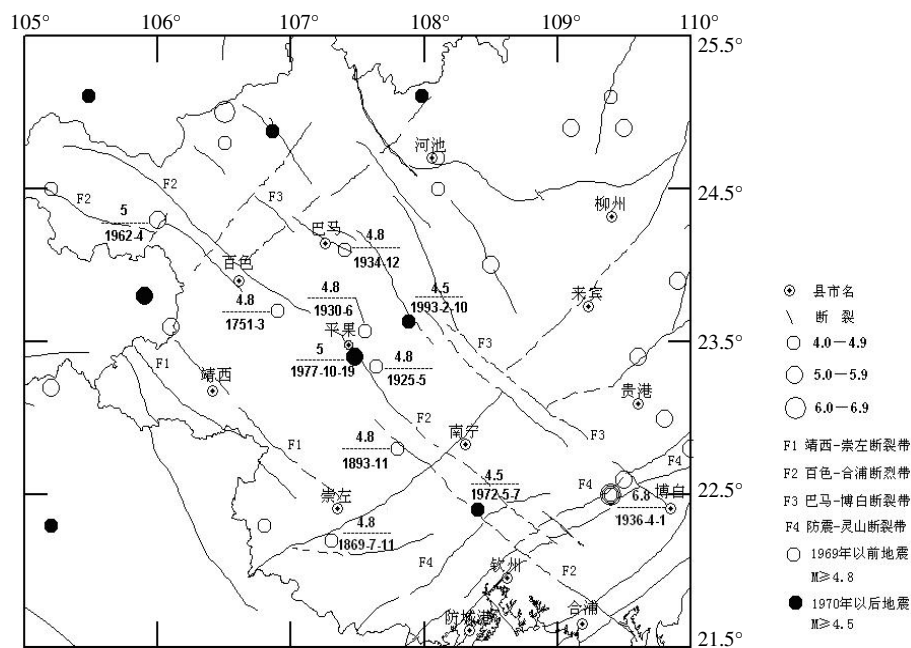 105°
106°
107°
108°
109°
110°
25.5°
河池
24.5°
F2
F2
F3
柳州
5
1962-4
巴马
4.8
1934-12
百色
4.8
1930-6
4.5
1993-2-10
来宾
4.8
1751-3
平果
23.5°
F1
5
1977-10-19
4.8
1925-5
F3
靖西
贵港
F2
F3
F1
南宁
4.8
1893-11
4.5
1972-5-7
F4
F4
22.5°
崇左
6.8
1936-4-1
博白
4.8
1869-7-11
F4
钦州
F2
防城港
合浦
21.5°
县市名
断 裂
4.0—4.9
5.0—5.9
6.0—6.9
F1 靖西-崇左断裂带
F2 百色-合浦断烈带
F3 巴马-博白断裂带
F4 防震-灵山断裂带
1969年以前地震
M≥4.8
1970年以后地震
M≥4.5